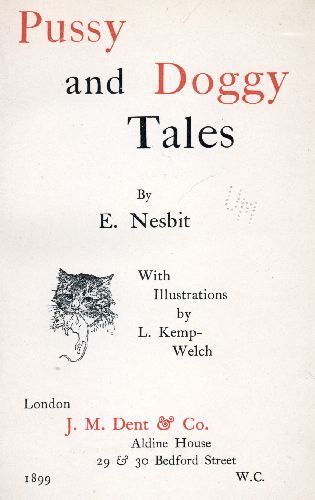 Pussy
and Doggy
Tales
By
E. Nesbit
With
Illustrations
by
L. Kemp-
Welch
London
J. M. Dent & Co.
Aldine House
29 & 30 Bedford Street
1899 W.C.